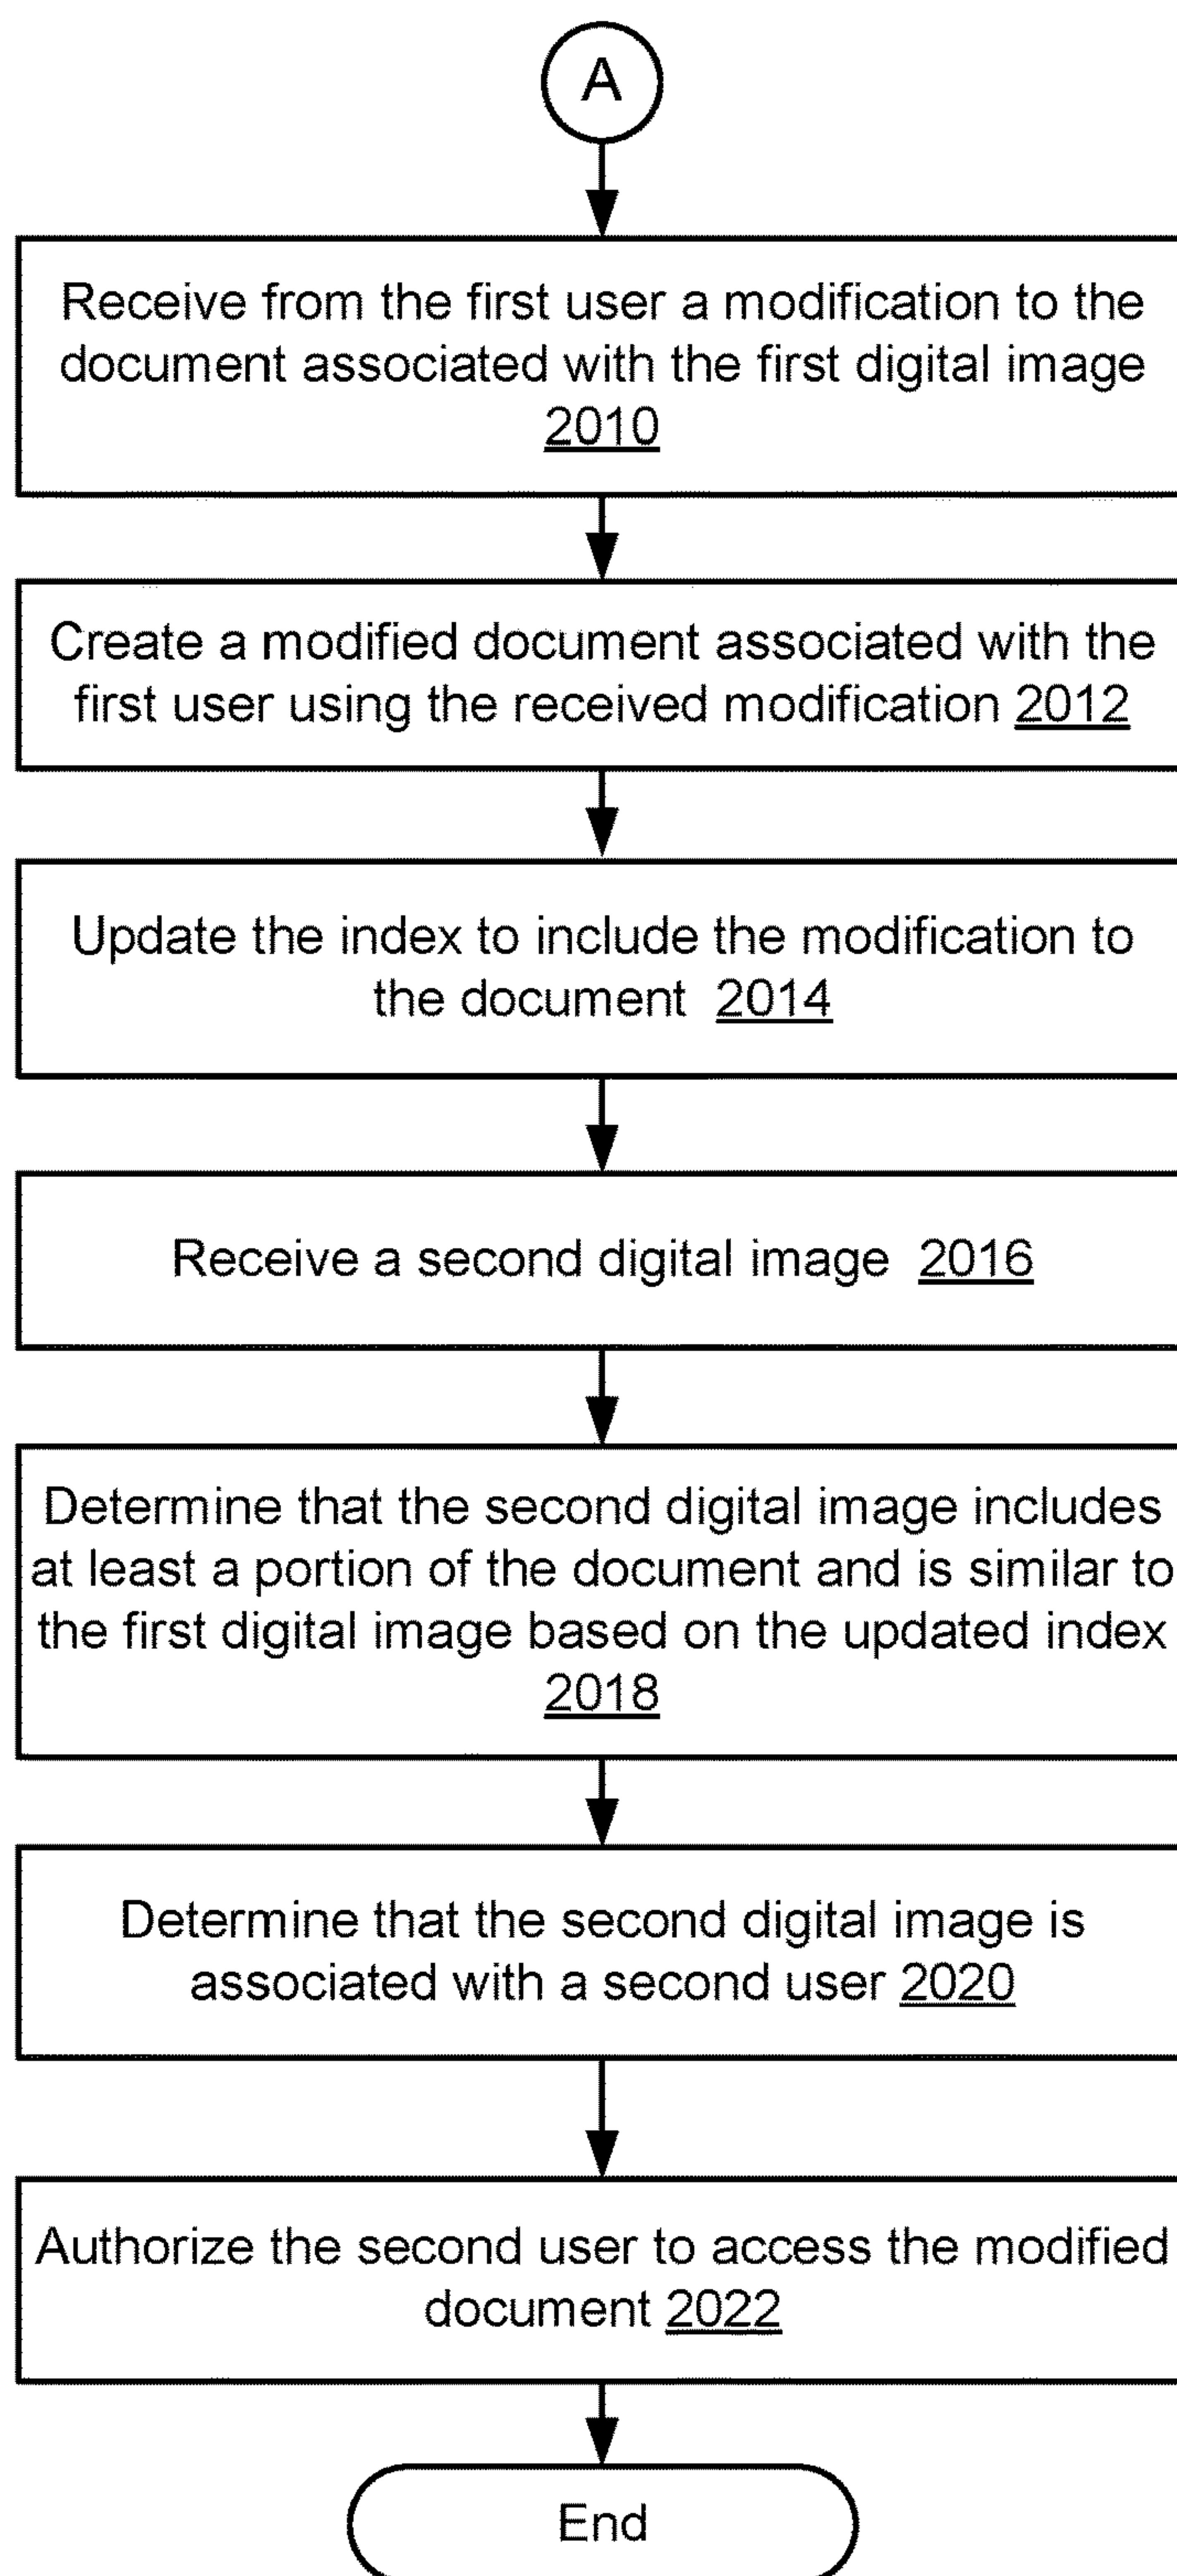 A
Receive from the first user a modification to the
document associated with the first digital image
2010
Create a modified document associated with the
first user using the received modification 2012
Update the index to include the modification to
the document 2014
Receive a second digital image 2016
Determine that the second digital image includes
at least a portion of the document and is similar to
the first digital image based on the updated index
2018
Determine that the second digital image is
associated with a second user 2020
Authorize the second user to access the modified
document 2022
End